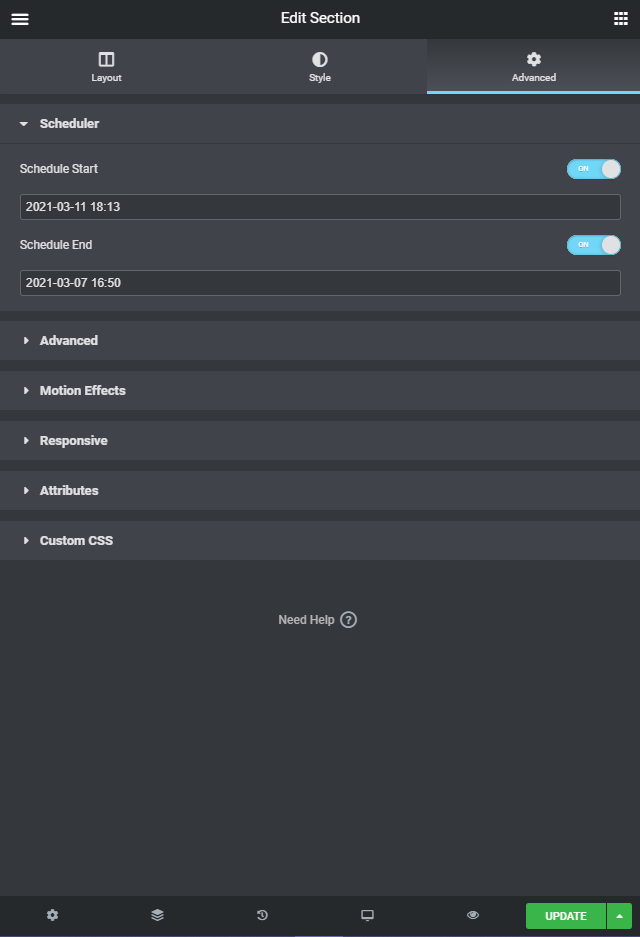 Edit Section
Layout
Style
Advanced
Scheduler
Schedule Start
ON
2021-03-11 18:13
Schedule End
ON
2021-03-07 16:50
Advanced
Motion Effects
Responsive
Attributes
Custom CSS
Need Help ?
UPDATE